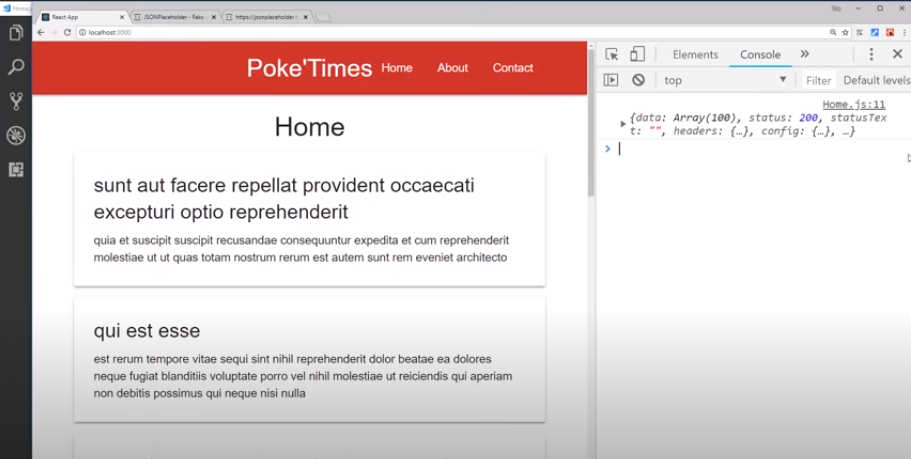 Home.j
React App
JSONPlaceholder - Fake
https://jsonplaceholder.t
localhost:3000
Poke'Times
Home
About
Contact
Home
sunt aut facere repellat provident occaecati
excepturi optio reprehenderit
quia et suscipit suscipit recusandae consequuntur expedita et cum reprehenderit
molestiae ut ut quas totam nostrum rerum est autem sunt rem eveniet architecto
qui est esse
est rerum tempore vitae sequi sint nihil reprehenderit dolor beatae ea dolores
neque fugiat blanditiis voluptate porro vel nihil molestiae ut reiciendis qui aperiam
non debitis possimus qui neque nisi nulla
Elements
Console
top
Filter
Default levels
Home.js:11
{data: Array(100), status: 200, statusTex
t: "", headers: {…}, config: {…}, …}